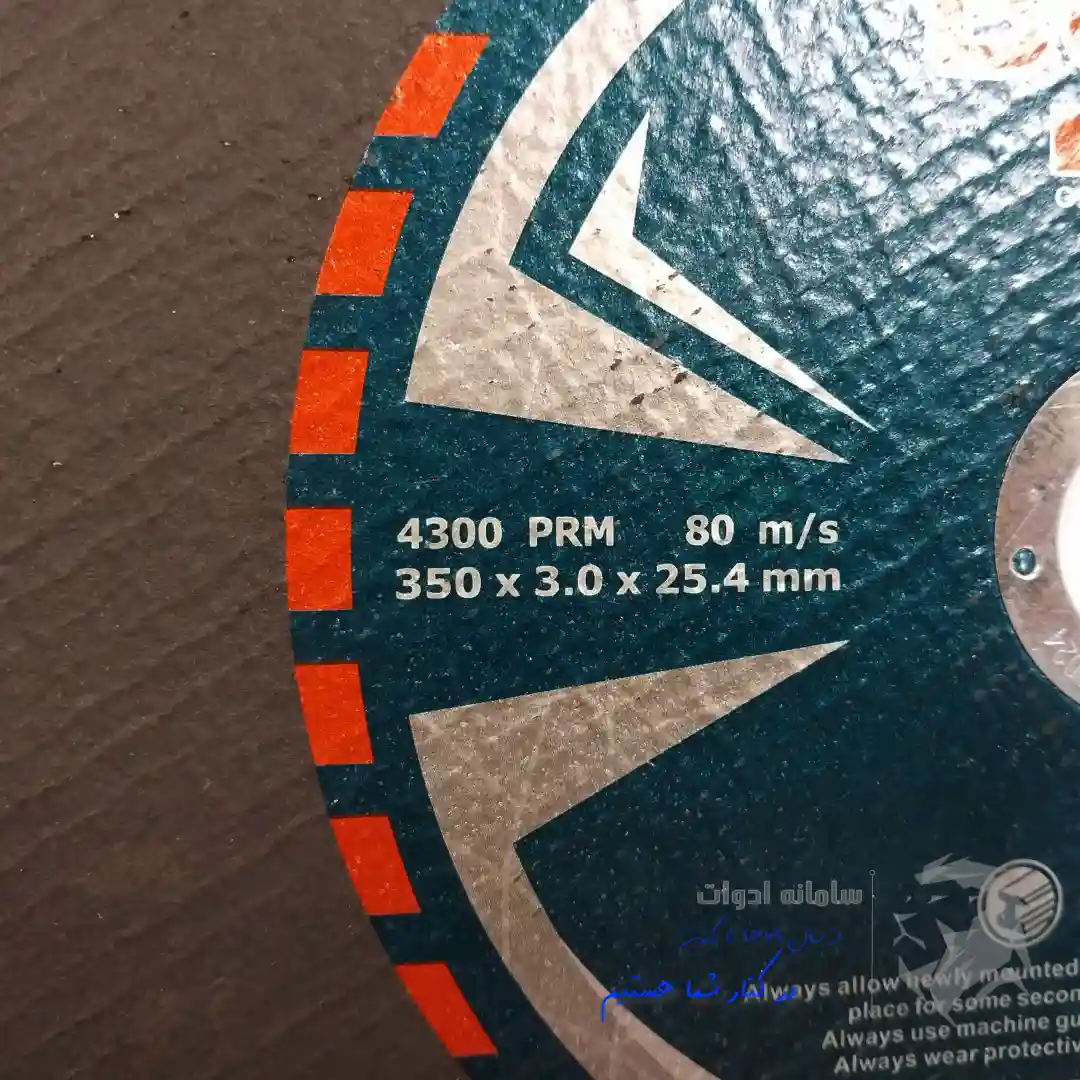 4300 PRM 80 m/s
350 x 3.0 x 25.4 mm
سامانه ادوات
در کنار شما هستیم
Always allow newly mounted
place for some secon
Always use machine gu
Always wear protectiv